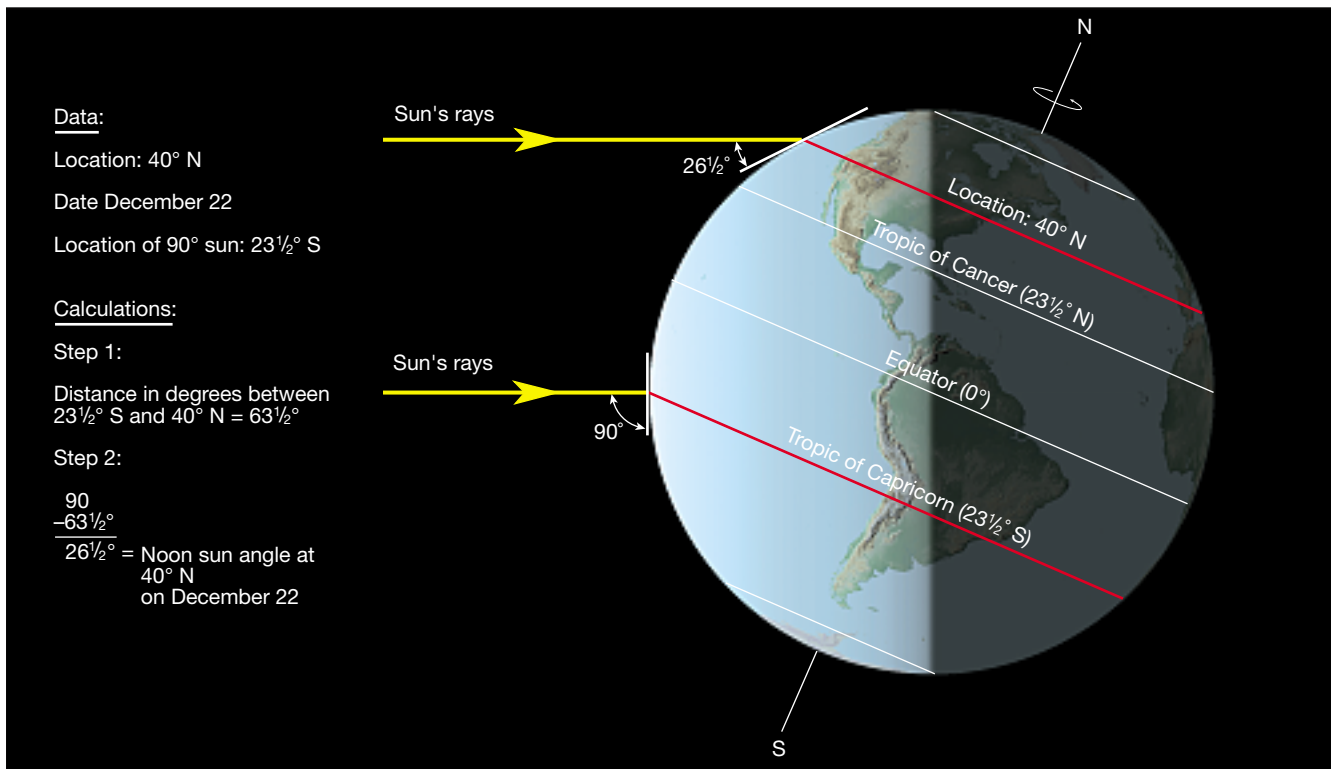 Data:
Location: 40° N
Date December 22
Location of 90° sun: 23½° S
Calculations:
Step 1:
Distance in degrees between
23½° S and 40° N = 63½°
Step 2:
90
–63½°
26½° = Noon sun angle at
40° N
on December 22
Sun's rays
26½°
Sun's rays
90°
N
Location: 40° N
Tropic of Cancer (23½° N)
Equator (0°)
Tropic of Capricorn (23½° S)
S